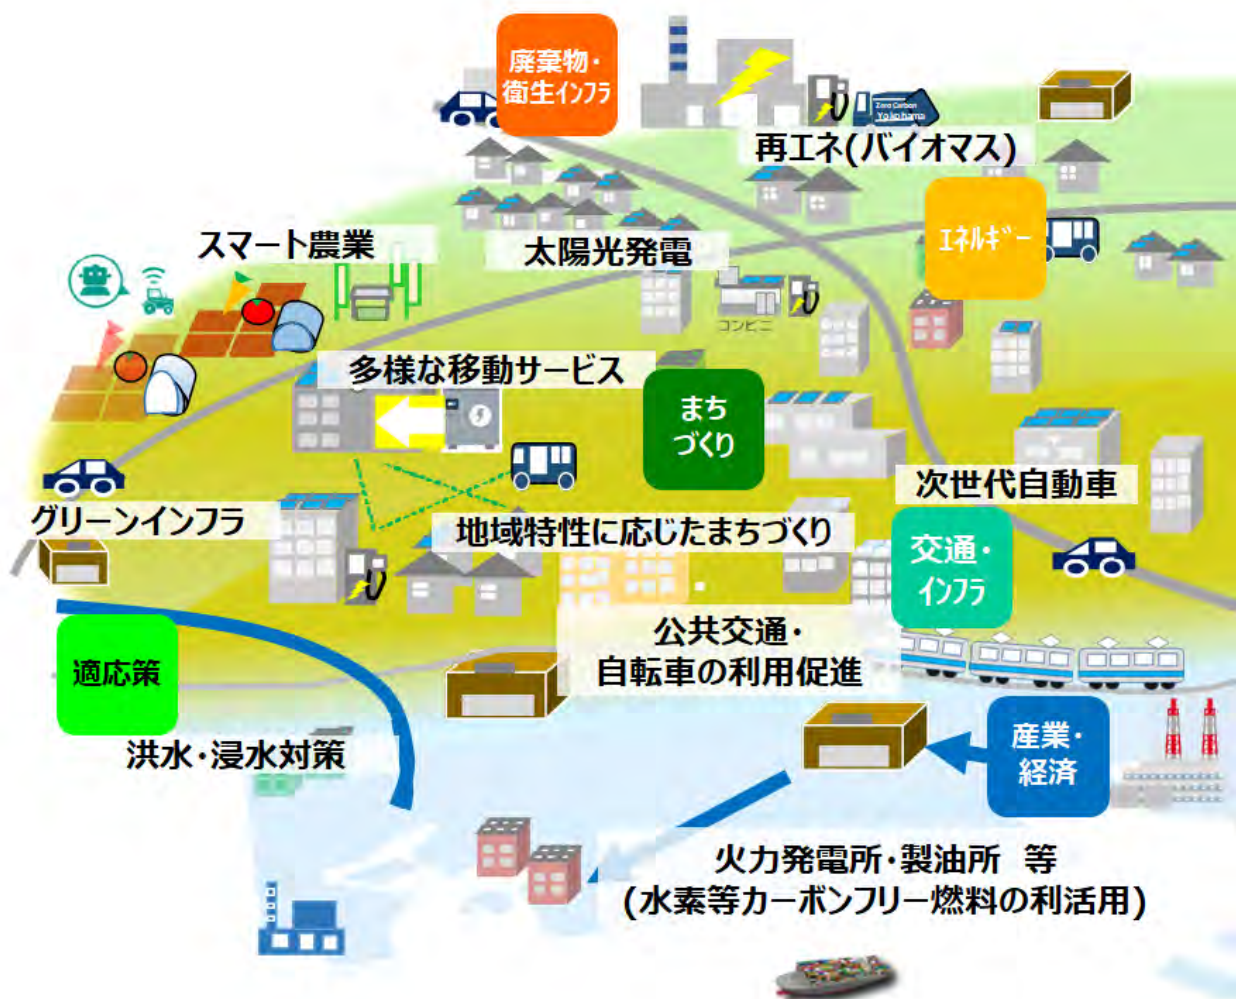 廃棄物・
衛生インフラ
Zero Carbon
Yokohama
再エネ(バイオマス)
エネルギー
スマート農業
太陽光発電
コンビニ
多様な移動サービス
まち
づくり
次世代自動車
グリーンインフラ
地域特性に応じたまちづくり
交通・
インフラ
公共交通・
自転車の利用促進
適応策
洪水・浸水対策
産業・
経済
火力発電所・製油所 等
(水素等カーボンフリー燃料の利活用)